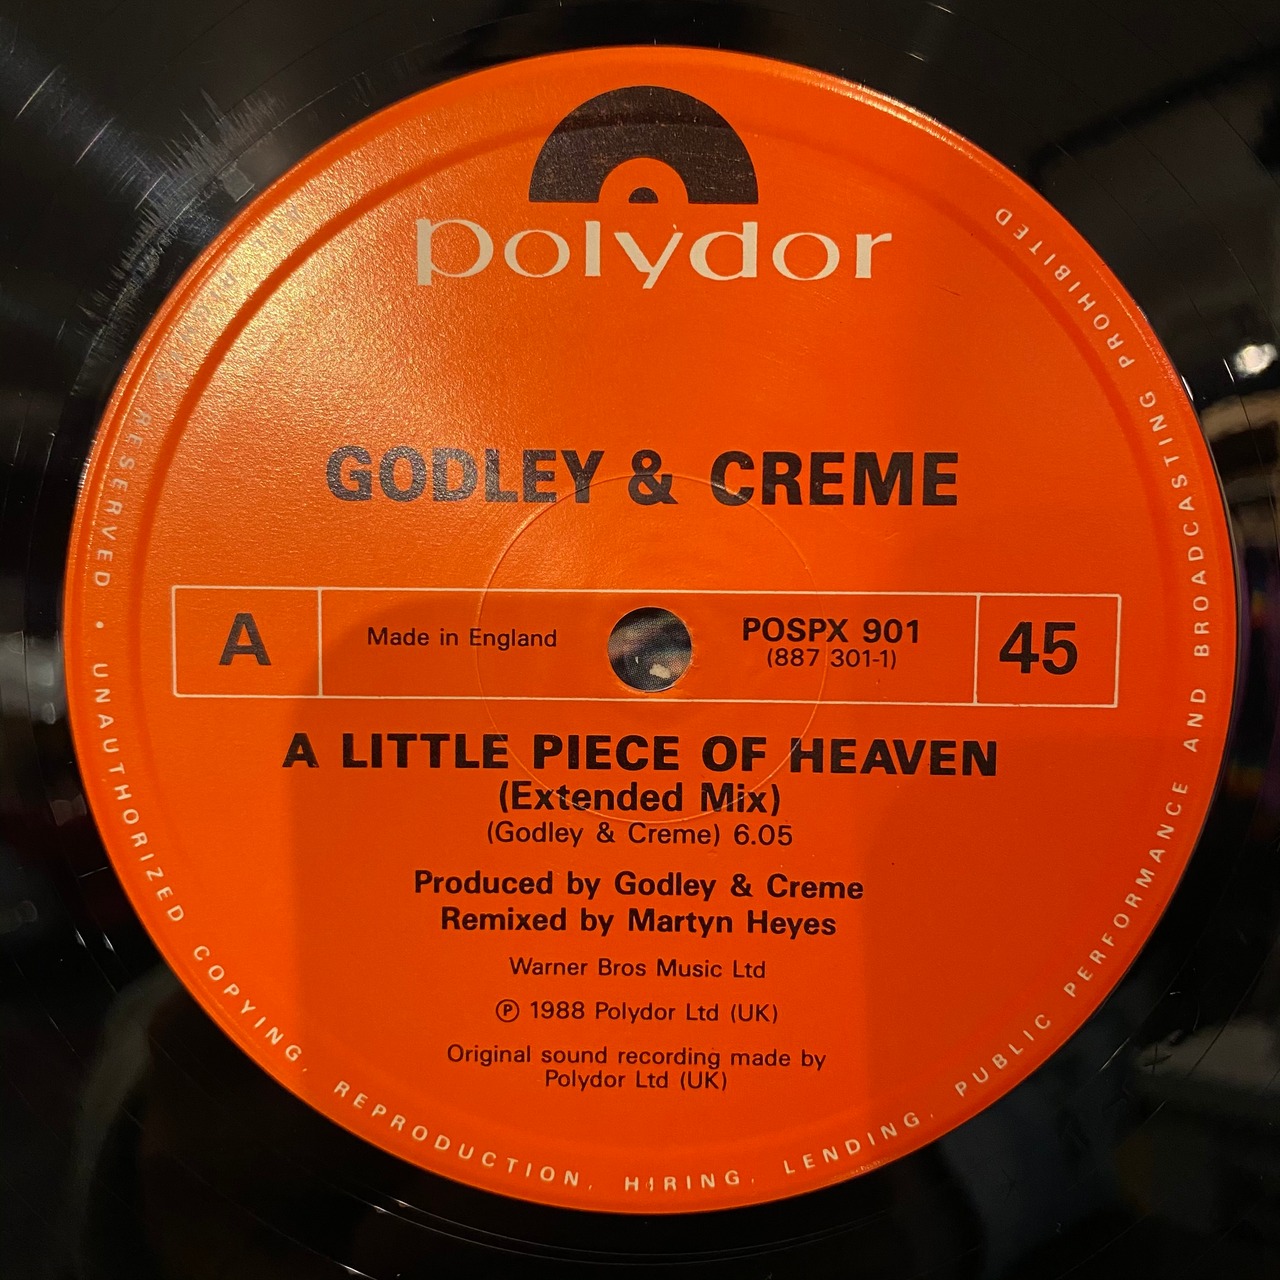 polydor
GODLEY & CREME
A
Made in England
POSPX 901
(887 301-1)
45
A LITTLE PIECE OF HEAVEN
(Extended Mix)
(Godley & Creme) 6.05
Produced by Godley & Creme
Remixed by Martyn Heyes
Warner Bros Music Ltd
Ⓟ 1988 Polydor Ltd (UK)
Original sound recording made by
Polydor Ltd (UK)
ALL RIGHTS RESERVED • UNAUTHORIZED COPYING, REPRODUCTION, HIRING, LENDING, PUBLIC PERFORMANCE AND BROADCASTING PROHIBITED